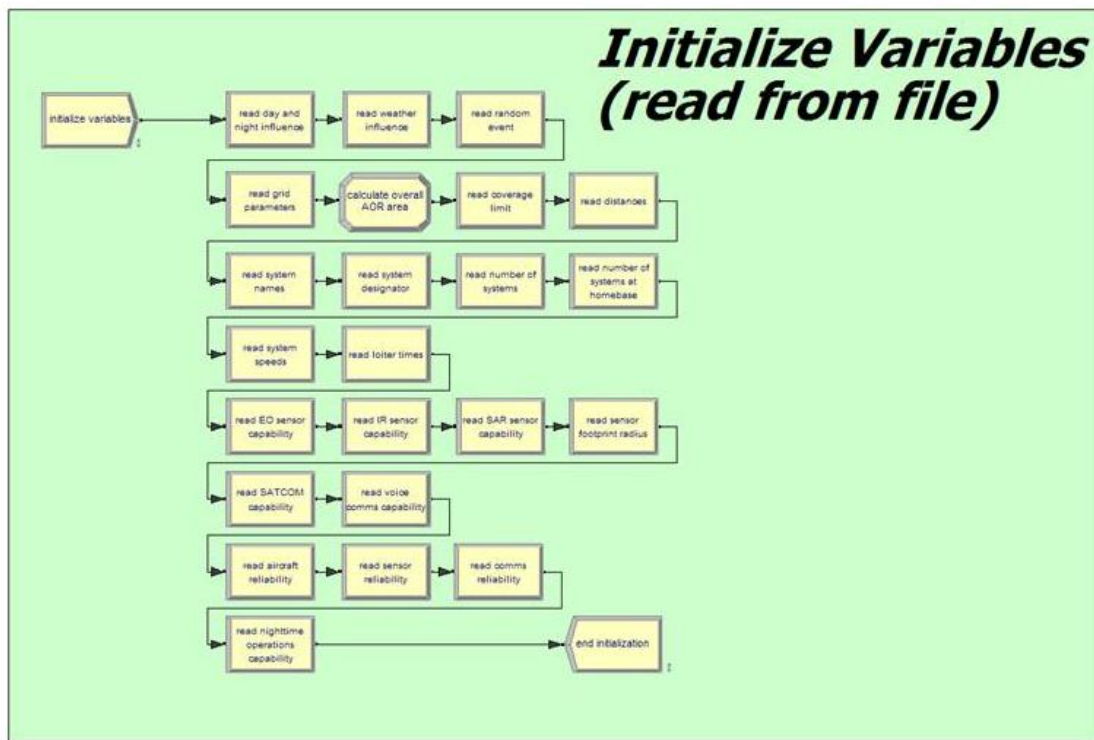 Initialize Variables
(read from file)
initialize variables
read day and
night influence
read weather
influence
read random
event
read grid
parameters
calculate overall
AOR area
read coverage
limit
read distances
read system
names
read system
designator
read number of
systems
read number of
systems at
homebase
read system
speeds
read loiter times
read EO sensor
capability
read IR sensor
capability
read SAR sensor
capability
read sensor
footprint radius
read SATCOM
capability
read voice
comms capability
read aircraft
reliability
read sensor
reliability
read comms
reliability
read nighttime
operations
capability
end initialization